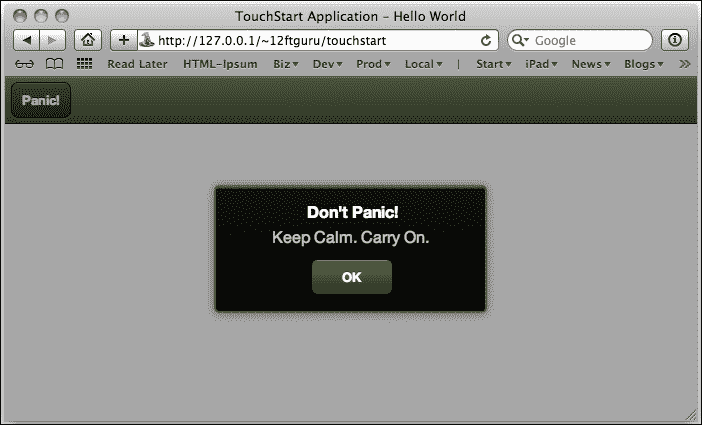 TouchStart Application – Hello World
http://127.0.0.1/~12ftguru/touchstart
Google
Read Later HTML-Ipsum Biz Dev Prod Local Start iPad News Blogs
Panic!
Don't Panic!
Keep Calm. Carry On.
OK